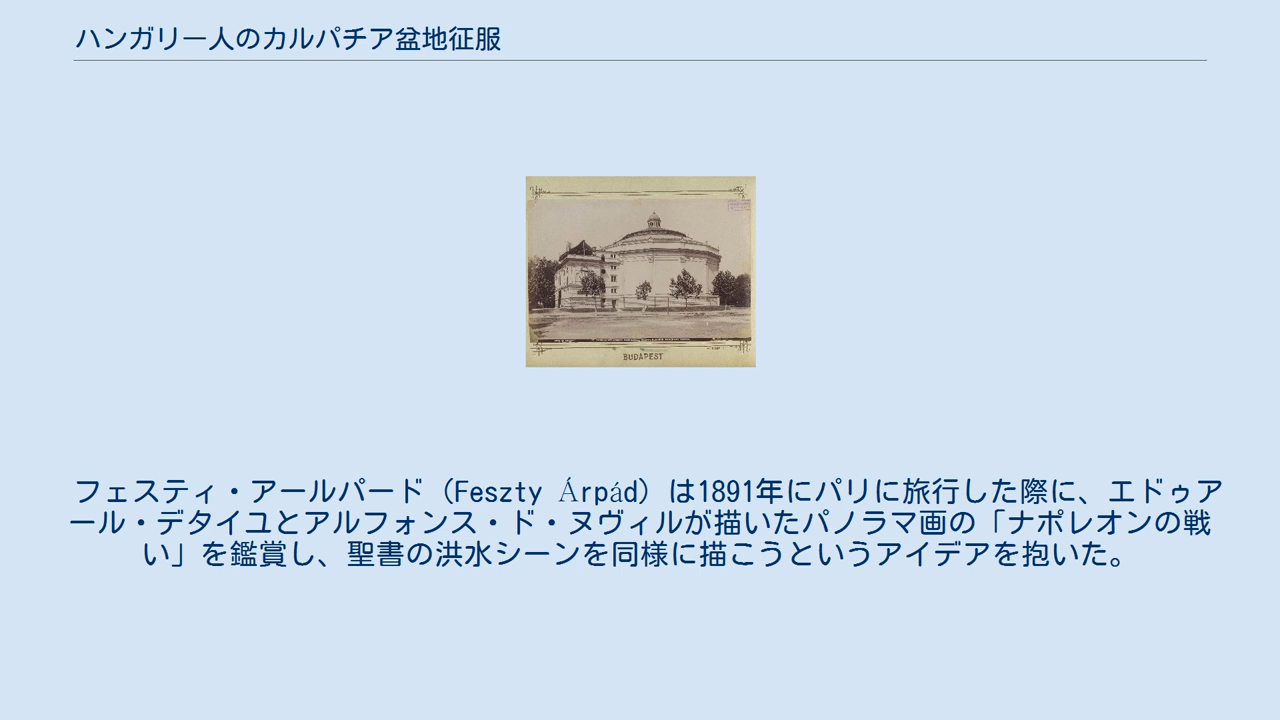 ハンガリー人のカルパチア盆地征服
BUDAPEST
フェスティ・アールパード（Feszty Árpád）は1891年にパリに旅行した際に、エドゥア
ール・デタイユとアルフォンス・ド・ヌヴィルが描いたパノラマ画の「ナポレオンの戦
い」を鑑賞し、聖書の洪水シーンを同様に描こうというアイデアを抱いた。